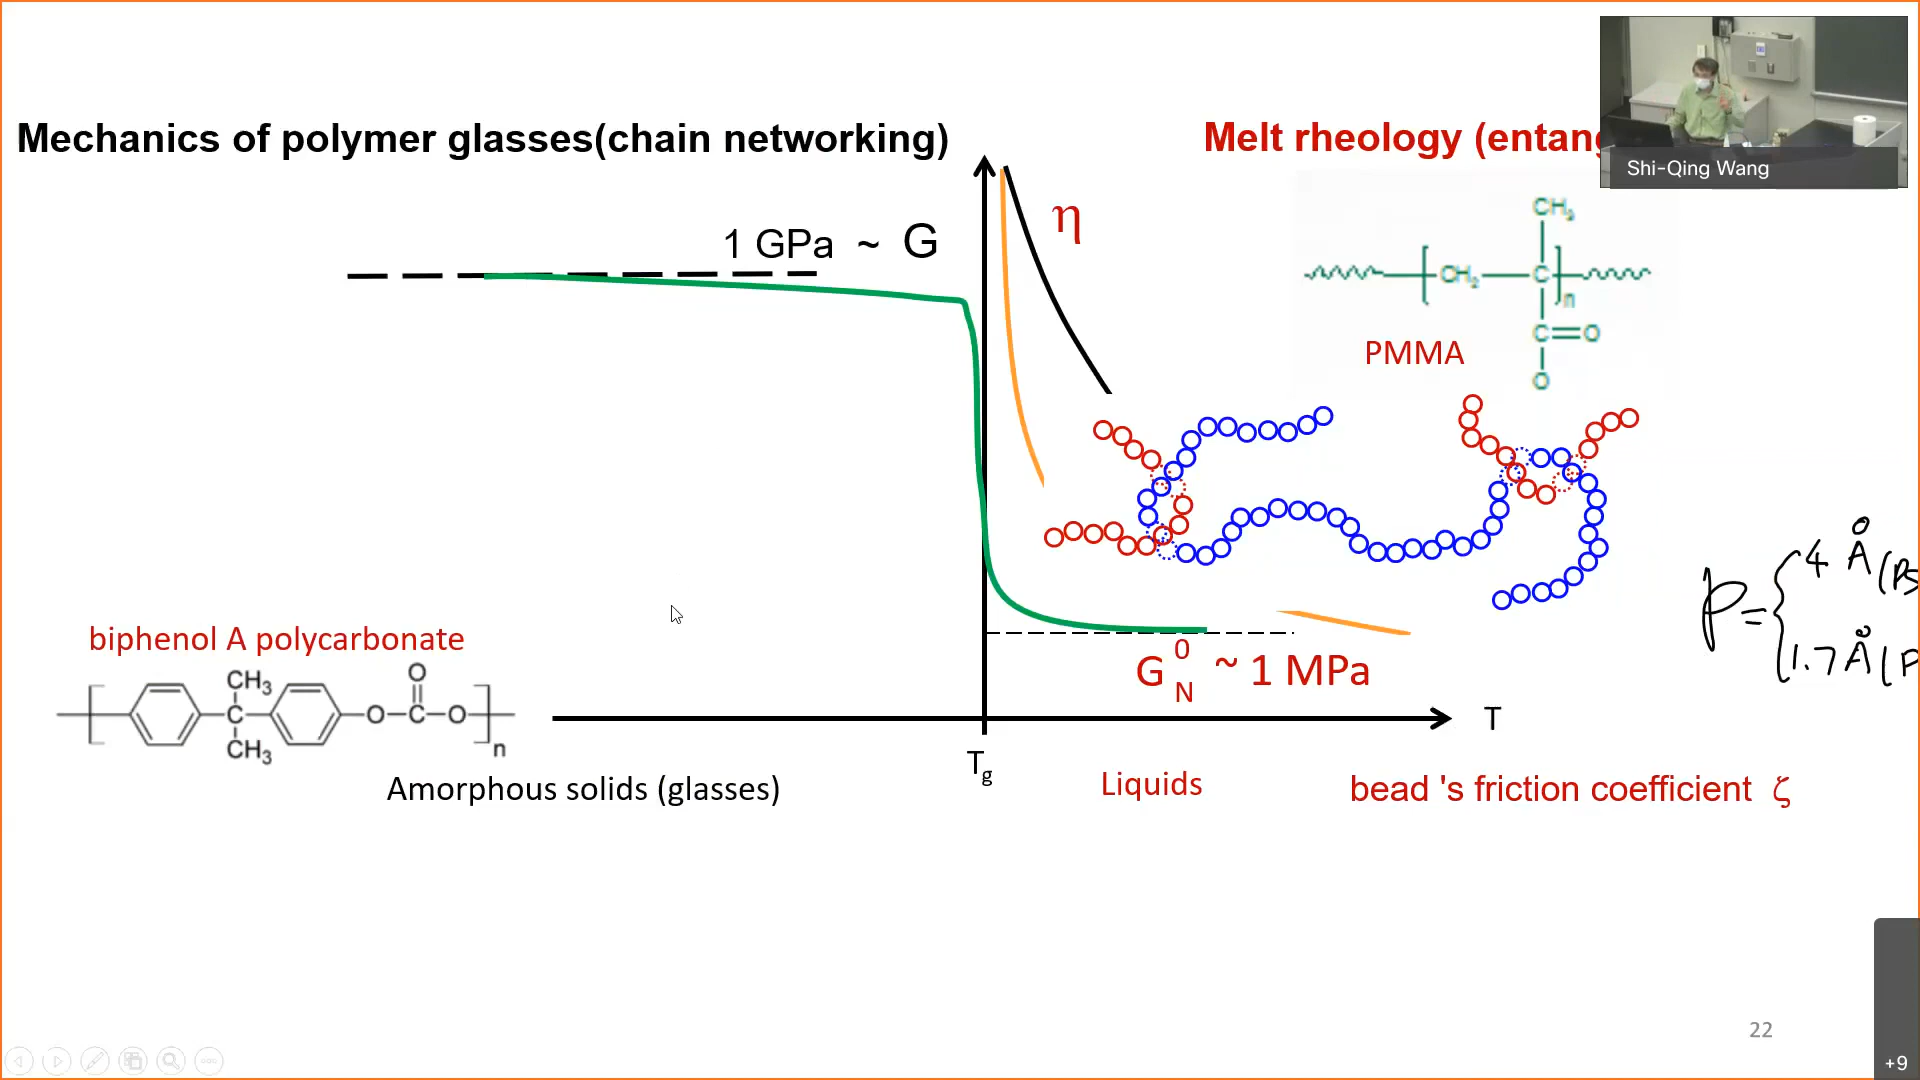 Mechanics of polymer glasses(chain networking)
Melt rheology (entang
Shi-Qing Wang
1 GPa ~ G
η
CH3
CH2 C
n
C=O
O
PMMA
p = { 4 Å (PS
1.7 Å (P
biphenol A polycarbonate
CH3
O
C O C O
CH3
n
G N 0 ~ 1 MPa
T
Tg
Amorphous solids (glasses)
Liquids
bead 's friction coefficient ζ
22
+9